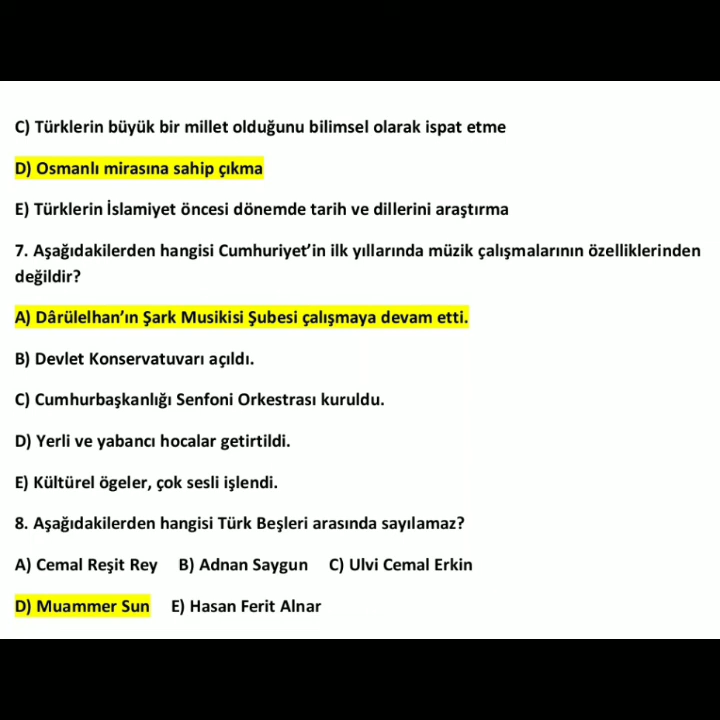 C) Türklerin büyük bir millet olduğunu bilimsel olarak ispat etme
D) Osmanlı mirasına sahip çıkma
E) Türklerin İslamiyet öncesi dönemde tarih ve dillerini araştırma
7. Aşağıdakilerden hangisi Cumhuriyet’in ilk yıllarında müzik çalışmalarının özelliklerinden
değildir?
A) Dârülelhan’ın Şark Musikisi Şubesi çalışmaya devam etti.
B) Devlet Konservatuvarı açıldı.
C) Cumhurbaşkanlığı Senfoni Orkestrası kuruldu.
D) Yerli ve yabancı hocalar getirtildi.
E) Kültürel ögeler, çok sesli işlendi.
8. Aşağıdakilerden hangisi Türk Beşleri arasında sayılamaz?
A) Cemal Reşit Rey B) Adnan Saygun C) Ulvi Cemal Erkin
D) Muammer Sun E) Hasan Ferit Alnar